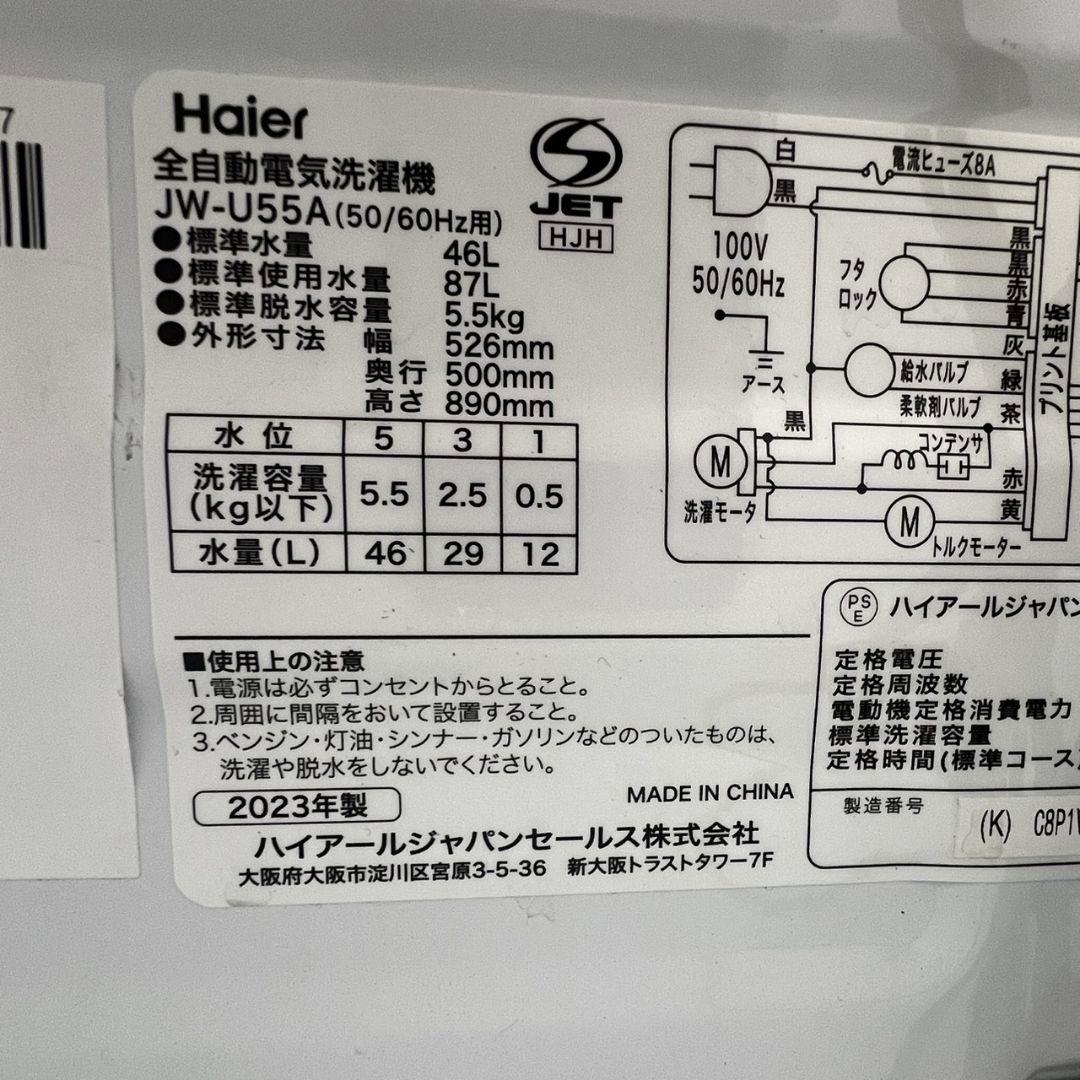 7
Haier
全自動電気洗濯機
JW-U55A(50/60Hz用)
●標準水量 46L
●標準使用水量 87L
●標準脱水容量 5.5kg
●外形寸法 幅 526mm
奥行 500mm
高さ 890mm
JET
HJH
水位 5 3 1
洗濯容量(kg以下) 5.5 2.5 0.5
水量(L) 46 29 12
白
電流ヒューズ8A
黒
100V
50/60Hz
アース
フタ
ロック
黒
黒
赤
青
灰
給水バルブ
緑
柔軟剤バルブ
茶
黒
コンデンサ
赤
M
洗濯モータ
黄
M
トルクモーター
プリント基板
■使用上の注意
1.電源は必ずコンセントからとること。
2.周囲に間隔をおいて設置すること。
3.ベンジン・灯油・シンナー・ガソリンなどのついたものは、
洗濯や脱水をしないでください。
2023年製
MADE IN CHINA
ハイアールジャパンセールス株式会社
大阪府大阪市淀川区宮原3-5-36 新大阪トラストタワー7F
PS
E
ハイアールジャパン
定格電圧
定格周波数
電動機定格消費電力
標準洗濯容量
定格時間(標準コース)
製造番号
(K) C8P1